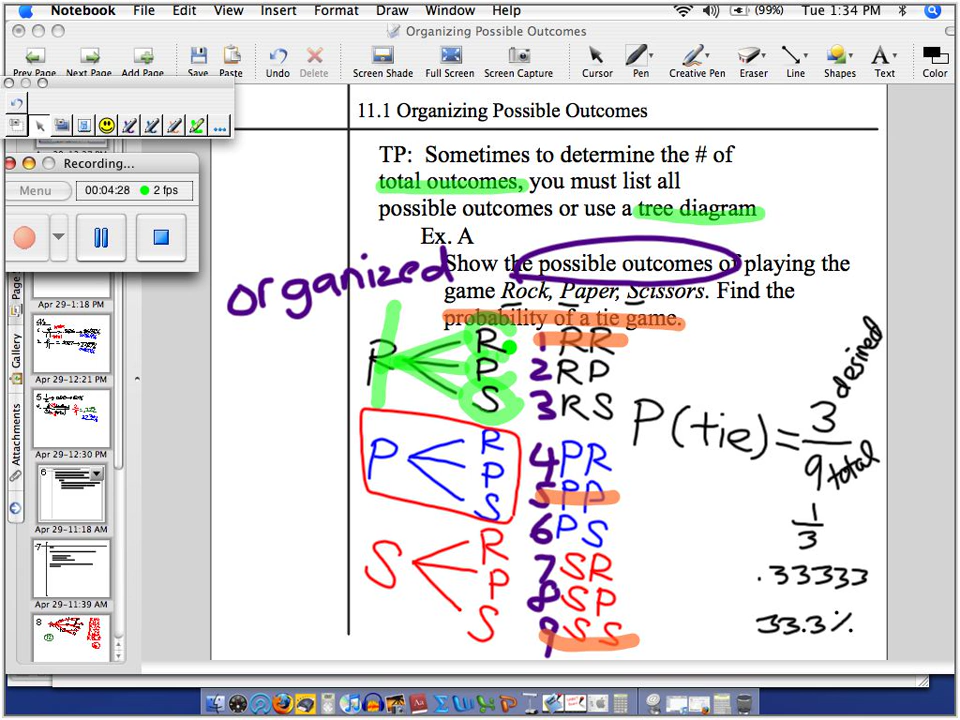 Notebook File Edit View Insert Format Draw Window Help (99%) Tue 1:34 PM
Organizing Possible Outcomes
Prev Page Next Page Add Page Save Paste Undo Delete Screen Shade Full Screen Screen Capture Cursor Pen Creative Pen Eraser Line Shapes Text Color
Recording...
Menu 00:04:28 2 fps
Page
Gallery
Attachments
Apr 29-1:18 PM
Apr 29-12:21 PM
Apr 29-12:30 PM
6
Apr 29-11:18 AM
7
Apr 29-11:39 AM
8
11.1 Organizing Possible Outcomes
TP: Sometimes to determine the # of
total outcomes, you must list all
possible outcomes or use a tree diagram
Ex. A
organized
Show the possible outcomes of playing the
game Rock, Paper, Scissors. Find the
probability of a tie game.
R R 1 RR
P 2 RP
S 3 RS
P R 4 PR
P 5 PP
S 6 PS
S R 7 SR
P 8 SP
S 9 SS
P(tie) = 3/9
desired
total
1/3
.33333
33.3%